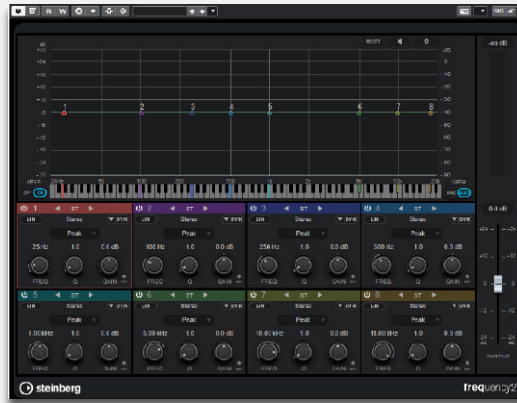 R W
RESET 0
dB dB
1 2 3 4 5 6 7 8
20Hz 50 100 200 500 1k 2k 5k 10k 20k
1 ST 2 ST 3 ST 4 ST
LIN Stereo DYN LIN Stereo DYN LIN Stereo DYN LIN Stereo DYN
Peak Peak Peak Peak
25 Hz 1.0 0.0 dB 100 Hz 1.0 0.0 dB 250 Hz 1.0 0.0 dB 500 Hz 1.0 0.0 dB
FREQ Q GAIN FREQ Q GAIN FREQ Q GAIN FREQ Q GAIN
5 ST 6 ST 7 ST 8 ST
LIN Stereo DYN LIN Stereo DYN LIN Stereo DYN LIN Stereo DYN
Peak Peak Peak Peak
1.00 kHz 1.0 0.0 dB 5.00 kHz 1.0 0.0 dB 10.00 kHz 1.0 0.0 dB 1.0 0.0 dB
FREQ Q GAIN FREQ Q GAIN FREQ Q GAIN FREQ Q GAIN
0.0 dB
OUTPUT
steinberg
frequency2